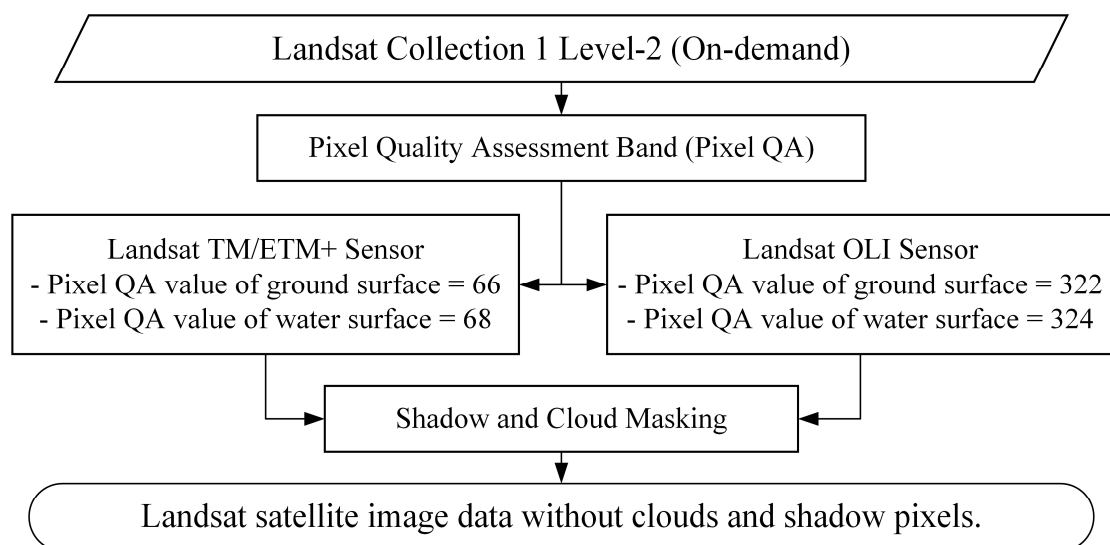 Landsat Collection 1 Level-2 (On-demand)
Pixel Quality Assessment Band (Pixel QA)
Landsat TM/ETM+ Sensor
- Pixel QA value of ground surface = 66
- Pixel QA value of water surface = 68
Landsat OLI Sensor
- Pixel QA value of ground surface = 322
- Pixel QA value of water surface = 324
Shadow and Cloud Masking
Landsat satellite image data without clouds and shadow pixels.